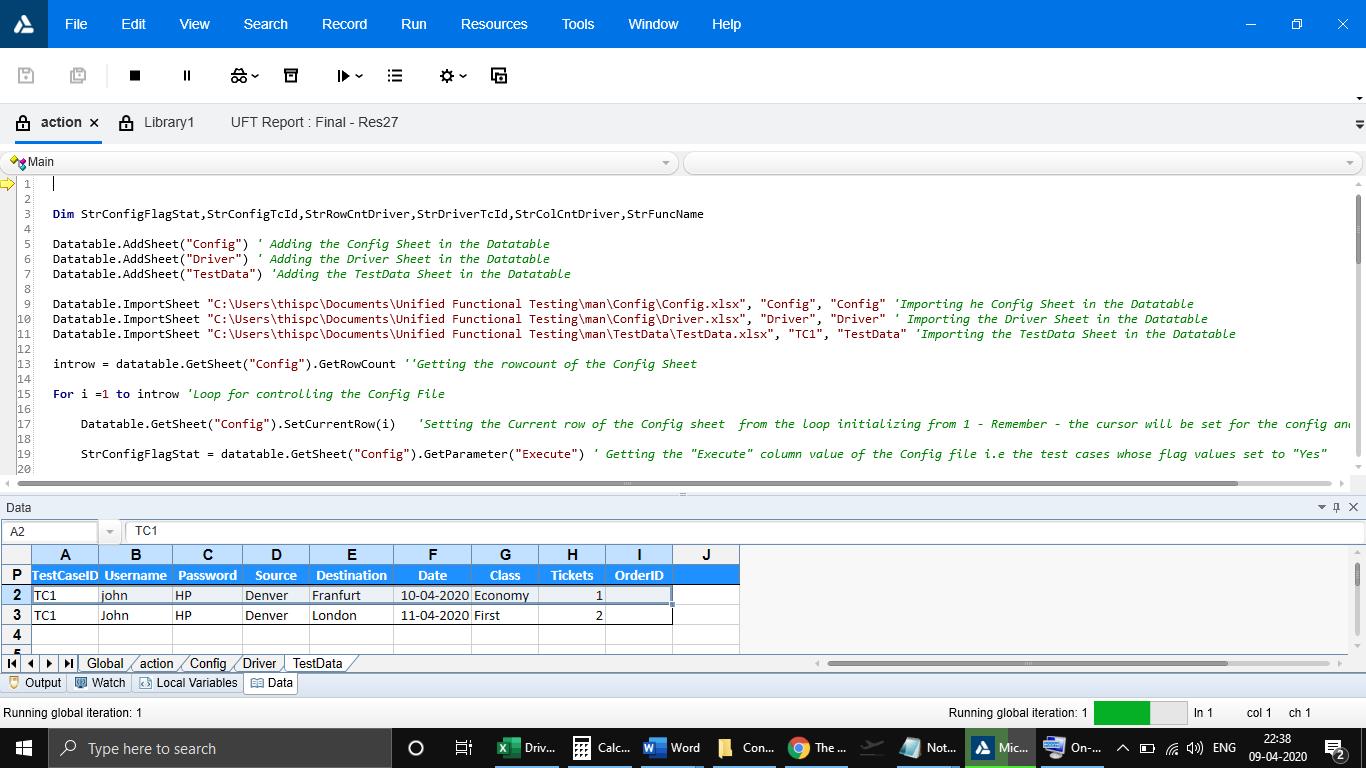 File Edit View Search Record Run Resources Tools Window Help
action Library1 UFT Report : Final - Res27
Main
1
2
3 Dim StrConfigFlagStat,StrConfigTcId,StrRowCntDriver,StrDriverTcId,StrColCntDriver,StrFuncName
4
5 Datatable.AddSheet("Config") ' Adding the Config Sheet in the Datatable
6 Datatable.AddSheet("Driver") ' Adding the Driver Sheet in the Datatable
7 Datatable.AddSheet("TestData") 'Adding the TestData Sheet in the Datatable
8
9 Datatable.ImportSheet "C:\Users\thispc\Documents\Unified Functional Testing\man\Config\Config.xlsx", "Config", "Config" 'Importing he Config Sheet in the Datatable
10 Datatable.ImportSheet "C:\Users\thispc\Documents\Unified Functional Testing\man\Config\Driver.xlsx", "Driver", "Driver" ' Importing the Driver Sheet in the Datatable
11 Datatable.ImportSheet "C:\Users\thispc\Documents\Unified Functional Testing\man\TestData\TestData.xlsx", "TC1", "TestData" 'Importing the TestData Sheet in the Datatable
12
13 introw = datatable.GetSheet("Config").GetRowCount ''Getting the rowcount of the Config Sheet
14
15 For i =1 to introw 'Loop for controlling the Config File
16
17 Datatable.GetSheet("Config").SetCurrentRow(i) 'Setting the Current row of the Config sheet from the loop initializing from 1 - Remember - the cursor will be set for the config an
18
19 StrConfigFlagStat = datatable.GetSheet("Config").GetParameter("Execute") ' Getting the "Execute" column value of the Config file i.e the test cases whose flag values set to "Yes"
20
Data
A2 TC1
A B C D E F G H I J
P TestCaseID Username Password Source Destination Date Class Tickets OrderID
2 TC1 john HP Denver Franfurt 10-04-2020 Economy 1
3 TC1 John HP Denver London 11-04-2020 First 2
4
5
Global action Config Driver TestData
Output Watch Local Variables Data
Running global iteration: 1 Running global iteration: 1 ln 1 col 1 ch 1
Type here to search Driv... Calc... Word Con... The ... Not... Mic... On-... ENG 22:38
09-04-2020 2